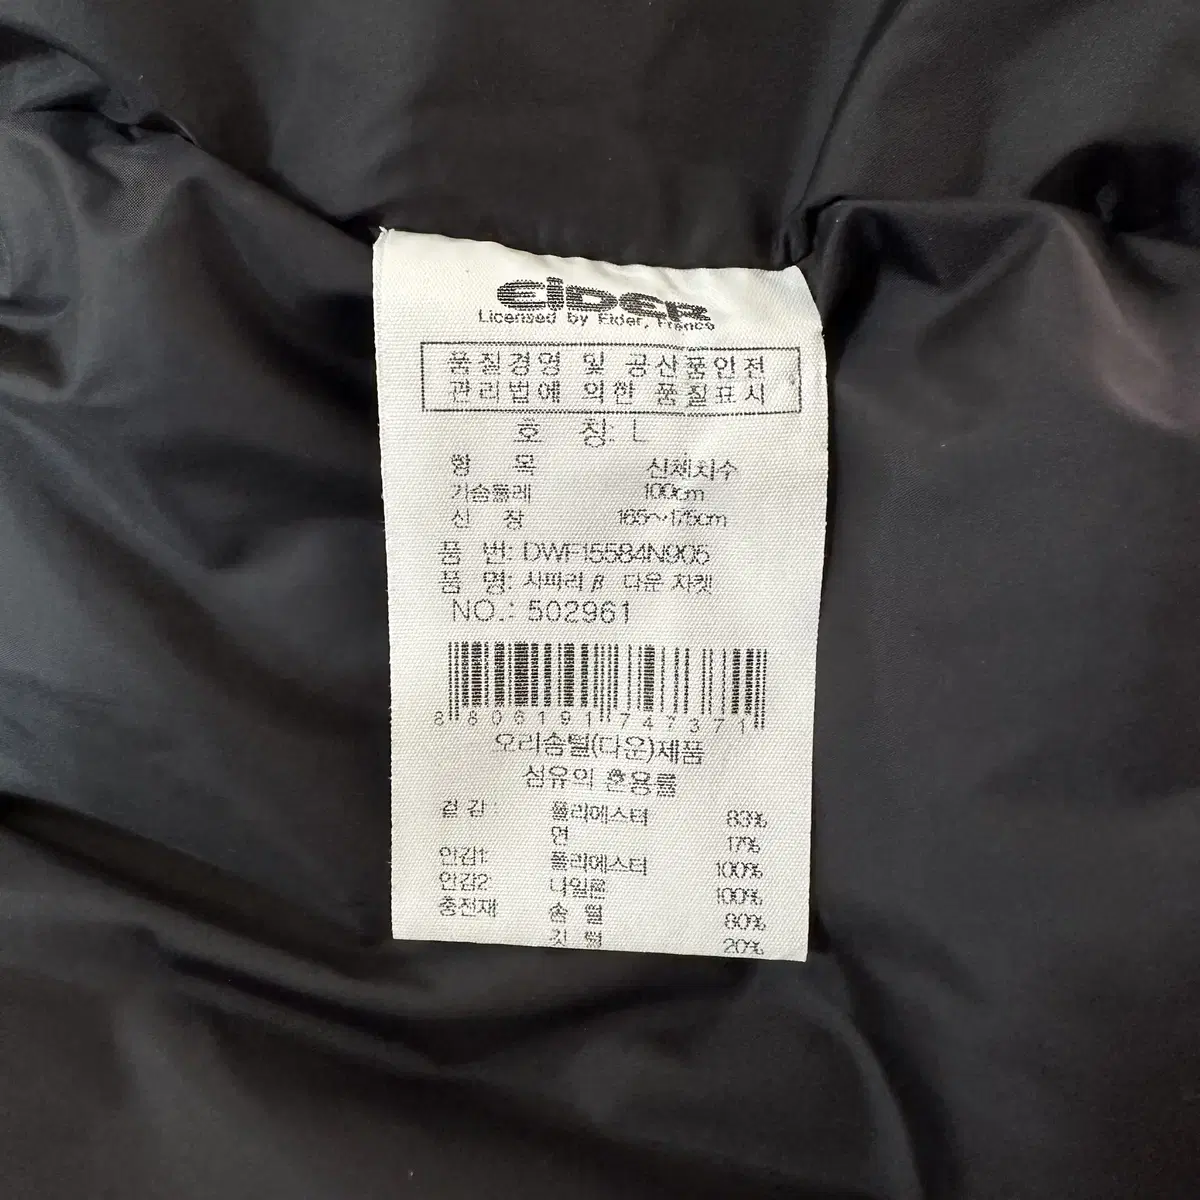 EiDER
Licensed by Eider, France
품질경영 및 공산품안전
관리법에 의한 품질표시
호 칭: L
항 목 신체치수
가슴둘레 100cm
신 장 165~175cm
품 번: DWF15584N905
품 명: 사파리 β 다운 자켓
NO.: 502961
8 806191 747371
오리솜털(다운)제품
섬유의 혼용률
겉감: 폴리에스터 83%
면 17%
안감1: 폴리에스터 100%
안감2: 나일론 100%
충전재 솜털 80%
깃털 20%